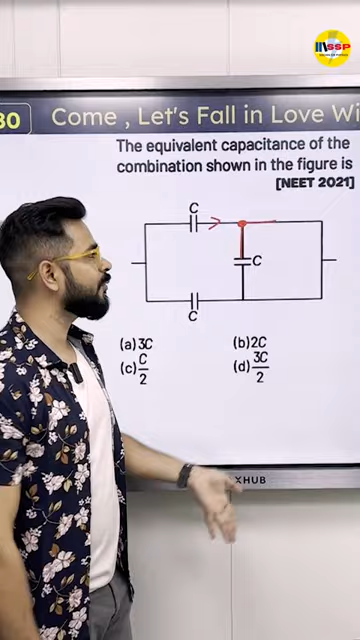 SSP
30
Come , Let's Fall in Love Wi
The equivalent capacitance of the
combination shown in the figure is
[NEET 2021]
C
C
C
(a) 3C
(b) 2C
(c) C/2
(d) 3C/2
XHUB